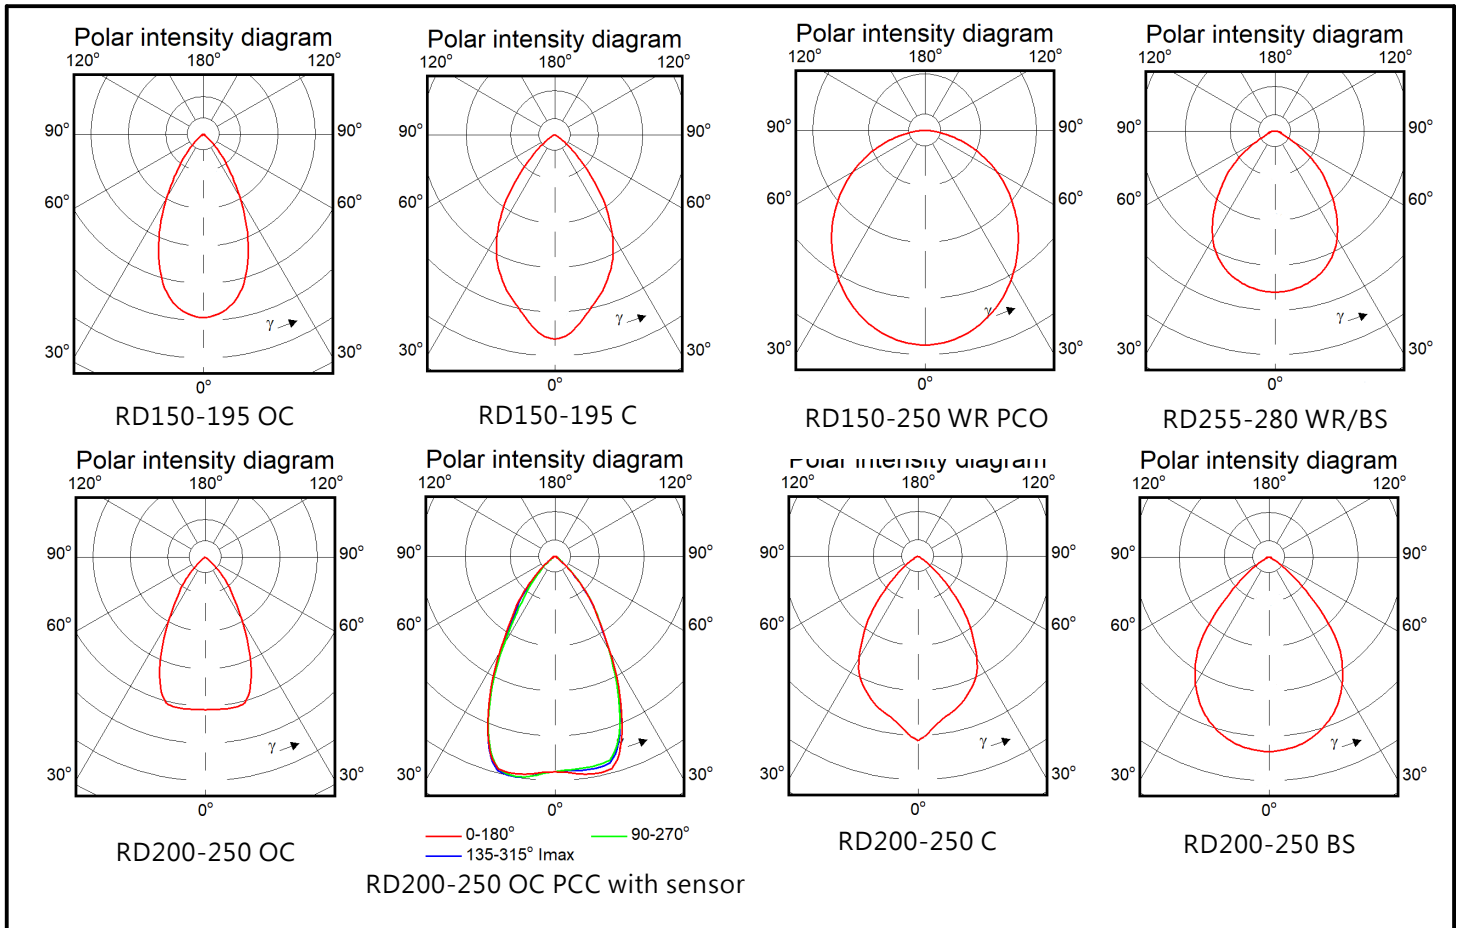 Polar intensity diagram
120° 180° 120°
90° 90°
60° 60°
γ
30° 30°
0°
RD150-195 OC
Polar intensity diagram
120° 180° 120°
90° 90°
60° 60°
γ
30° 30°
0°
RD150-195 C
Polar intensity diagram
120° 180° 120°
90° 90°
60° 60°
γ
30° 30°
0°
RD150-250 WR PCO
Polar intensity diagram
120° 180° 120°
90° 90°
60° 60°
γ
30° 30°
0°
RD255-280 WR/BS
Polar intensity diagram
120° 180° 120°
90° 90°
60° 60°
γ
30° 30°
0°
RD200-250 OC
Polar intensity diagram
120° 180° 120°
90° 90°
60° 60°
30° 30°
0°
0-180° 90-270°
135-315° Imax
RD200-250 OC PCC with sensor
Polar intensity diagram
120° 180° 120°
90° 90°
60° 60°
γ
30° 30°
0°
RD200-250 C
Polar intensity diagram
120° 180° 120°
90° 90°
60° 60°
γ
30° 30°
0°
RD200-250 BS